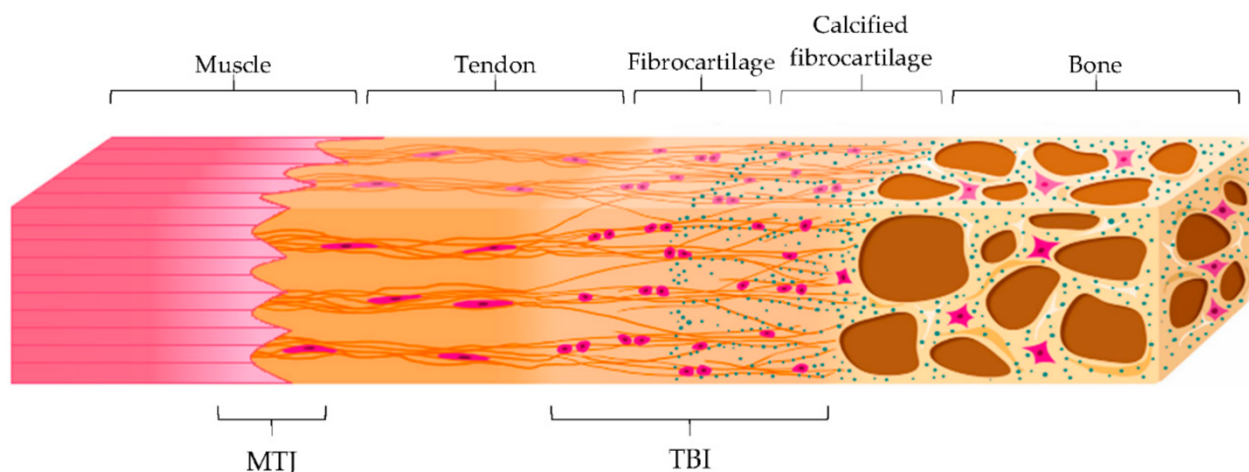 Muscle
Tendon
Fibrocartilage
Calcified
fibrocartilage
Bone
MTJ
TBI